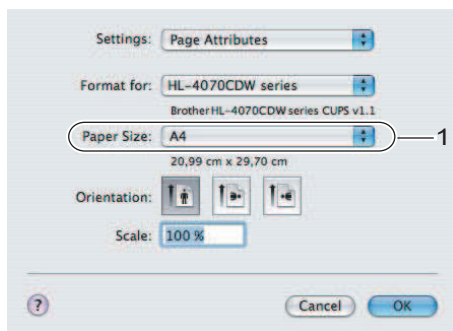 Settings: Page Attributes
Format for: HL-4070CDW series
Brother HL-4070CDW series CUPS v1.1
Paper Size: A4 1
20,99 cm x 29,70 cm
Orientation:
Scale: 100 %
? Cancel OK